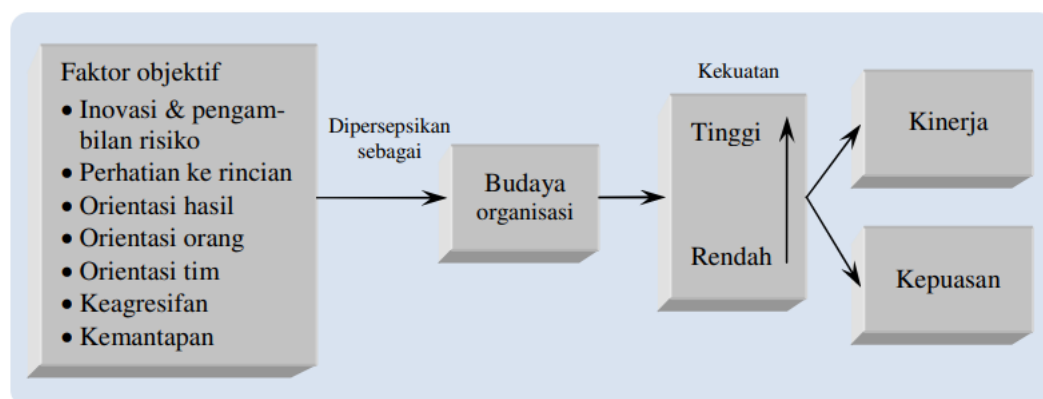 Faktor objektif
• Inovasi & pengam-
bilan risiko
• Perhatian ke rincian
• Orientasi hasil
• Orientasi orang
• Orientasi tim
• Keagresifan
• Kemantapan
Dipersepsikan
sebagai
Budaya
organisasi
Kekuatan
Tinggi
Rendah
Kinerja
Kepuasan